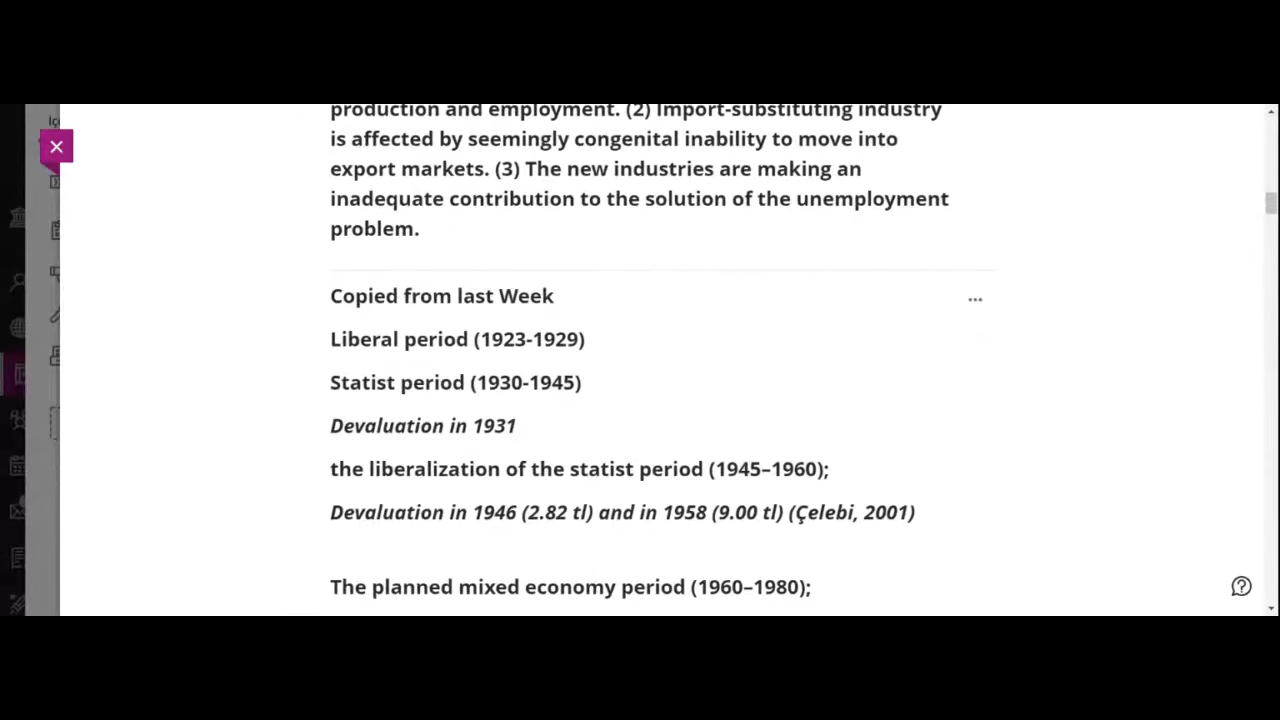 production and employment. (2) Import-substituting industry
is affected by seemingly congenital inability to move into
export markets. (3) The new industries are making an
inadequate contribution to the solution of the unemployment
problem.
Copied from last Week
Liberal period (1923-1929)
Statist period (1930-1945)
Devaluation in 1931
the liberalization of the statist period (1945–1960);
Devaluation in 1946 (2.82 tl) and in 1958 (9.00 tl) (Çelebi, 2001)
The planned mixed economy period (1960–1980);